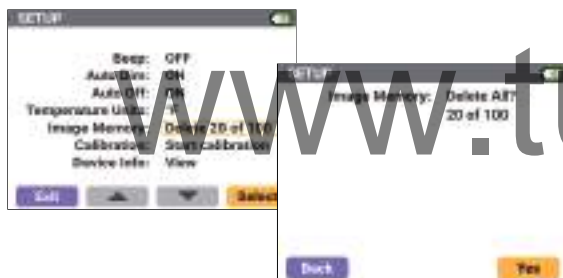 SETUP
Beep: OFF
Auto Dim: ON
Auto Off: ON
Temperature Units: °F
Image Memory: Delete 20 of 100
Calibration: Start calibration
Device Info: View
Exit
Select
SETUP
Image Memory: Delete All?
20 of 100
Back
Yes
www.t